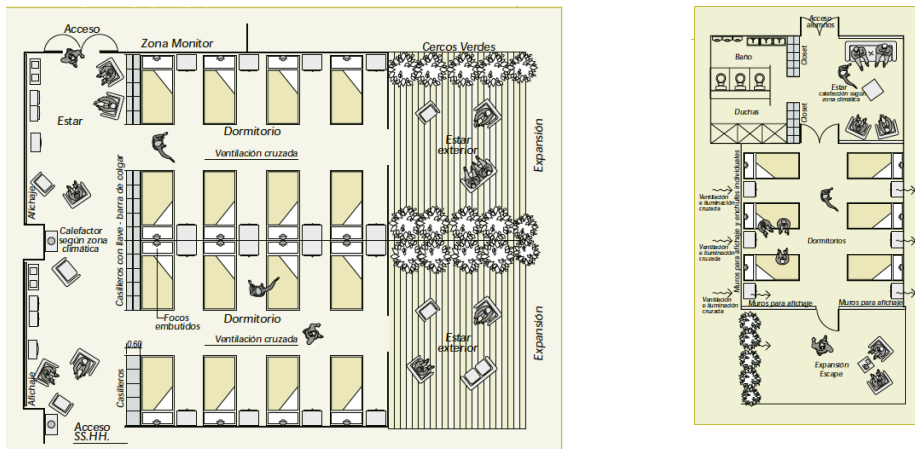 Acceso
Zona Monitor
Cercos Verdes
Estar
Dormitorio
Ventilación cruzada
Estar
exterior
Expansión
Afichaje
Calefactor
según zona
climática
Casilleros con llave - barra de colgar
Focos
embutidos
Dormitorio
Ventilación cruzada
Estar
exterior
Expansión
0.60
Casilleros
Afichaje
Acceso
SS.HH.
Acceso
alumnos
Baño
Closet
Estar
calefacción según
zona climática
Duchas
Closet
Muros para afichaje y enchufes individuales
Ventilación
e iluminación
cruzada
Ventilación
e iluminación
cruzada
Dormitorios
Ventilación
e iluminación
cruzada
Muros para afichaje
Muros para afichaje
Expansión
Escape